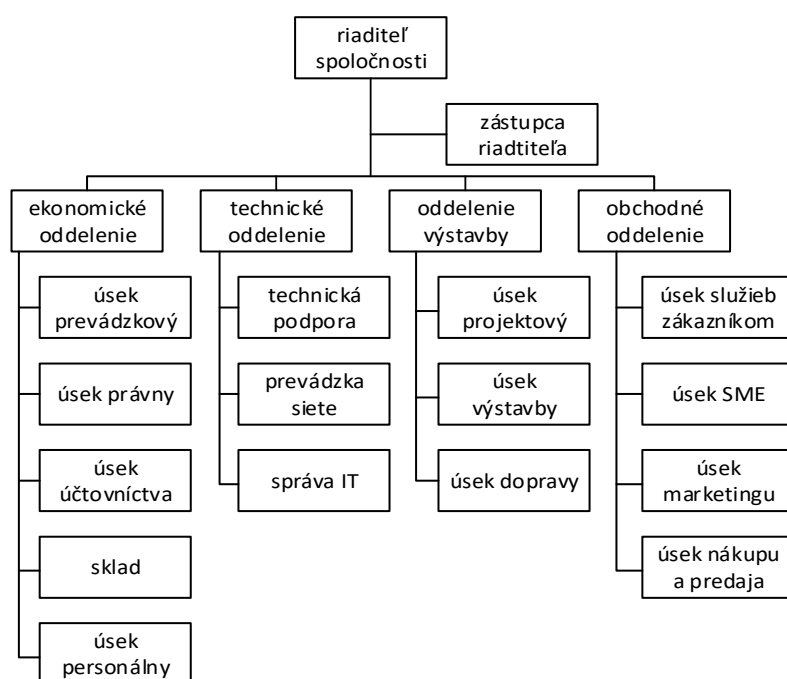 riaditeľ
spoločnosti
zástupca
riadtiteľa
ekonomické
oddelenie
technické
oddelenie
oddelenie
výstavby
obchodné
oddelenie
úsek
prevádzkový
úsek právny
úsek
účtovníctva
sklad
úsek
personálny
technická
podpora
prevádzka
siete
správa IT
úsek
projektový
úsek
výstavby
úsek dopravy
úsek služieb
zákazníkom
úsek SME
úsek
marketingu
úsek nákupu
a predaja